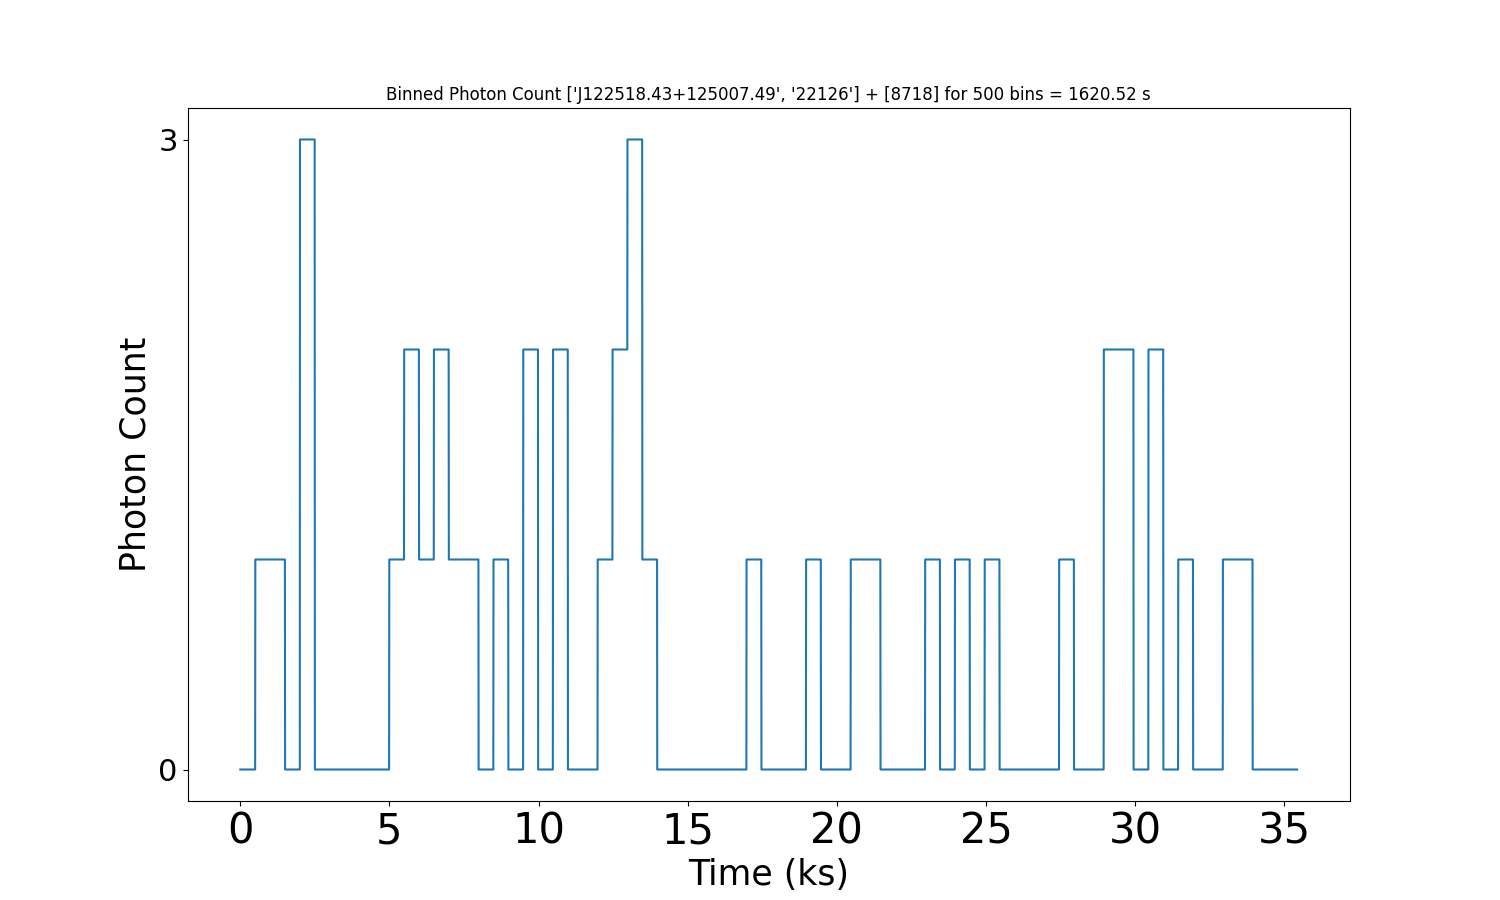 Binned Photon Count ['J122518.43+125007.49', '22126'] + [8718] for 500 bins = 1620.52 s
3
0
Photon Count
0 5 10 15 20 25 30 35
Time (ks)